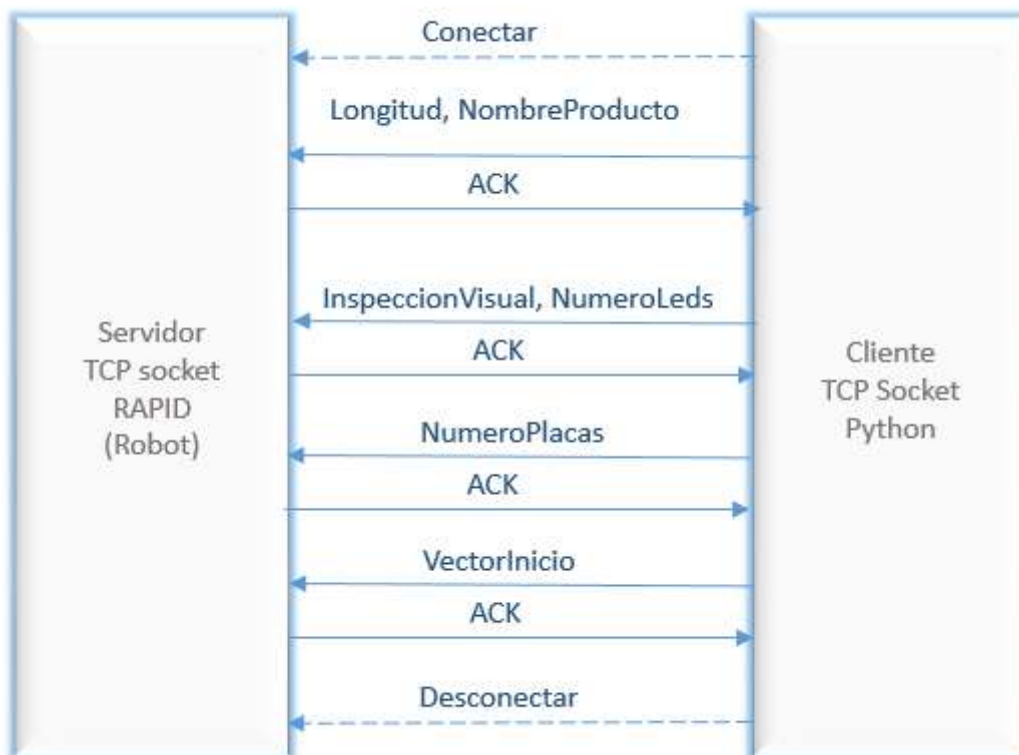 Conectar
Longitud, NombreProducto
ACK
InspeccionVisual, NumeroLeds
ACK
NumeroPlacas
ACK
VectorInicio
ACK
Desconectar
Servidor
TCP socket
RAPID
(Robot)
Cliente
TCP Socket
Python